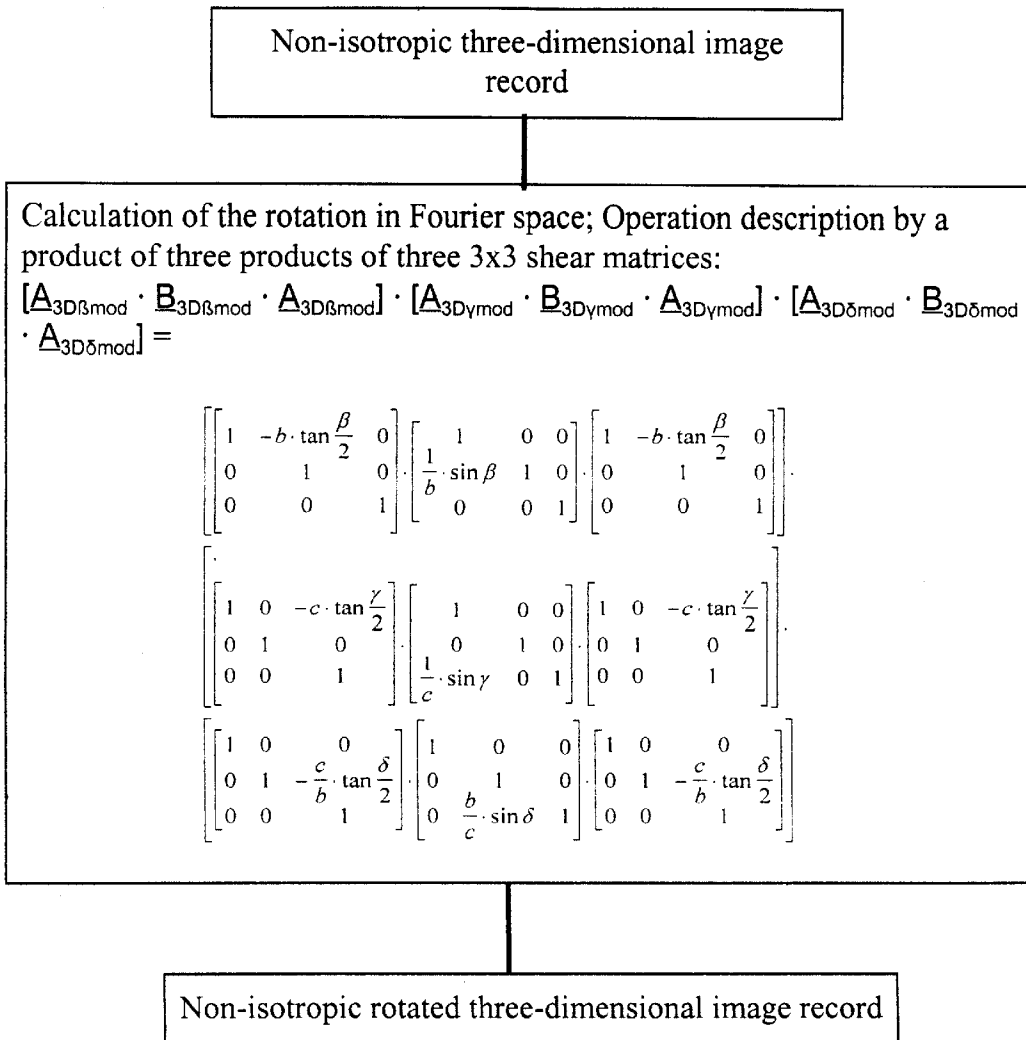 Non-isotropic three-dimensional image
record
Calculation of the rotation in Fourier space; Operation description by a
product of three products of three 3x3 shear matrices:
[A3Dβmod · B3Dβmod · A3Dβmod] · [A3Dγmod · B3Dγmod · A3Dγmod] · [A3Dδmod · B3Dδmod
· A3Dδmod] =
[[1 -b · tan β/2 0; 0 1 0; 0 0 1] · [1 0 0; 1/b · sin β 1 0; 0 0 1] · [1 -b · tan β/2 0; 0 1 0; 0 0 1]] ·
[[1 0 -c · tan γ/2; 0 1 0; 0 0 1] · [1 0 0; 0 1 0; 1/c · sin γ 0 1] · [1 0 -c · tan γ/2; 0 1 0; 0 0 1]] ·
[[1 0 0; 0 1 -c/b · tan δ/2; 0 0 1] · [1 0 0; 0 1 0; 0 b/c · sin δ 1] · [1 0 0; 0 1 -c/b · tan δ/2; 0 0 1]]
Non-isotropic rotated three-dimensional image record